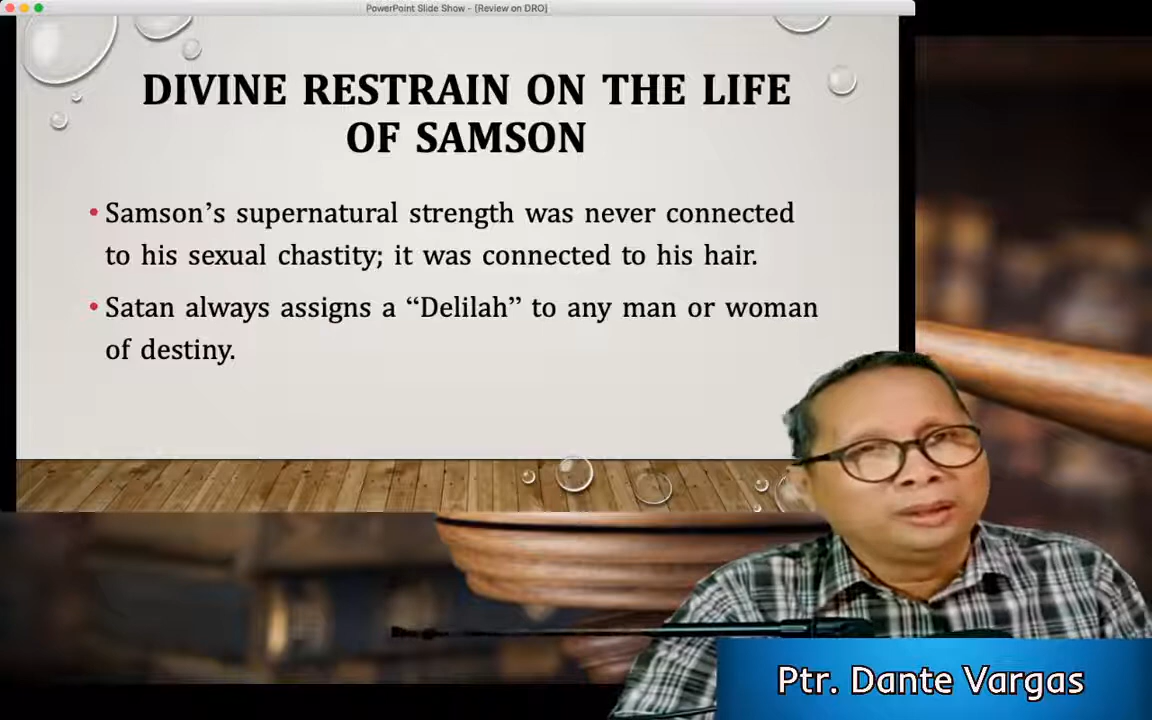 PowerPoint Slide Show - [Review on DRO]
DIVINE RESTRAIN ON THE LIFE
OF SAMSON
• Samson's supernatural strength was never connected
to his sexual chastity; it was connected to his hair.
• Satan always assigns a “Delilah” to any man or woman
of destiny.
Ptr. Dante Vargas